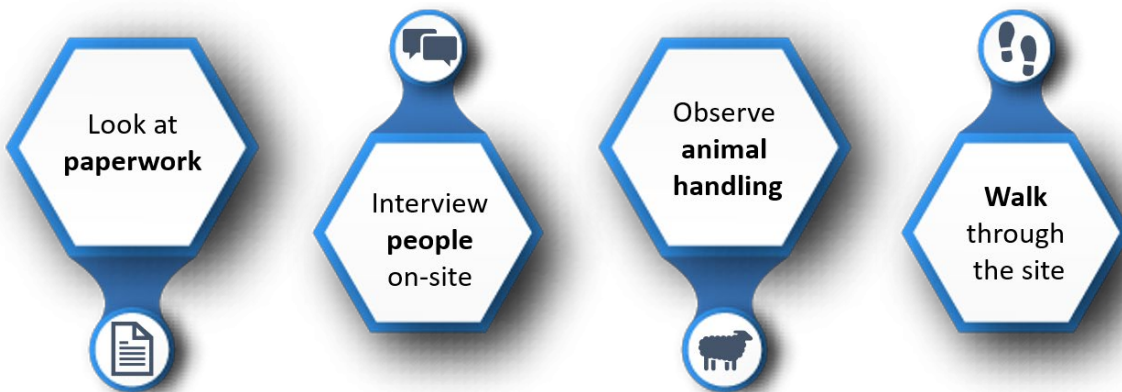 Look at
paperwork
Interview
people
on-site
Observe
animal
handling
Walk
through
the site